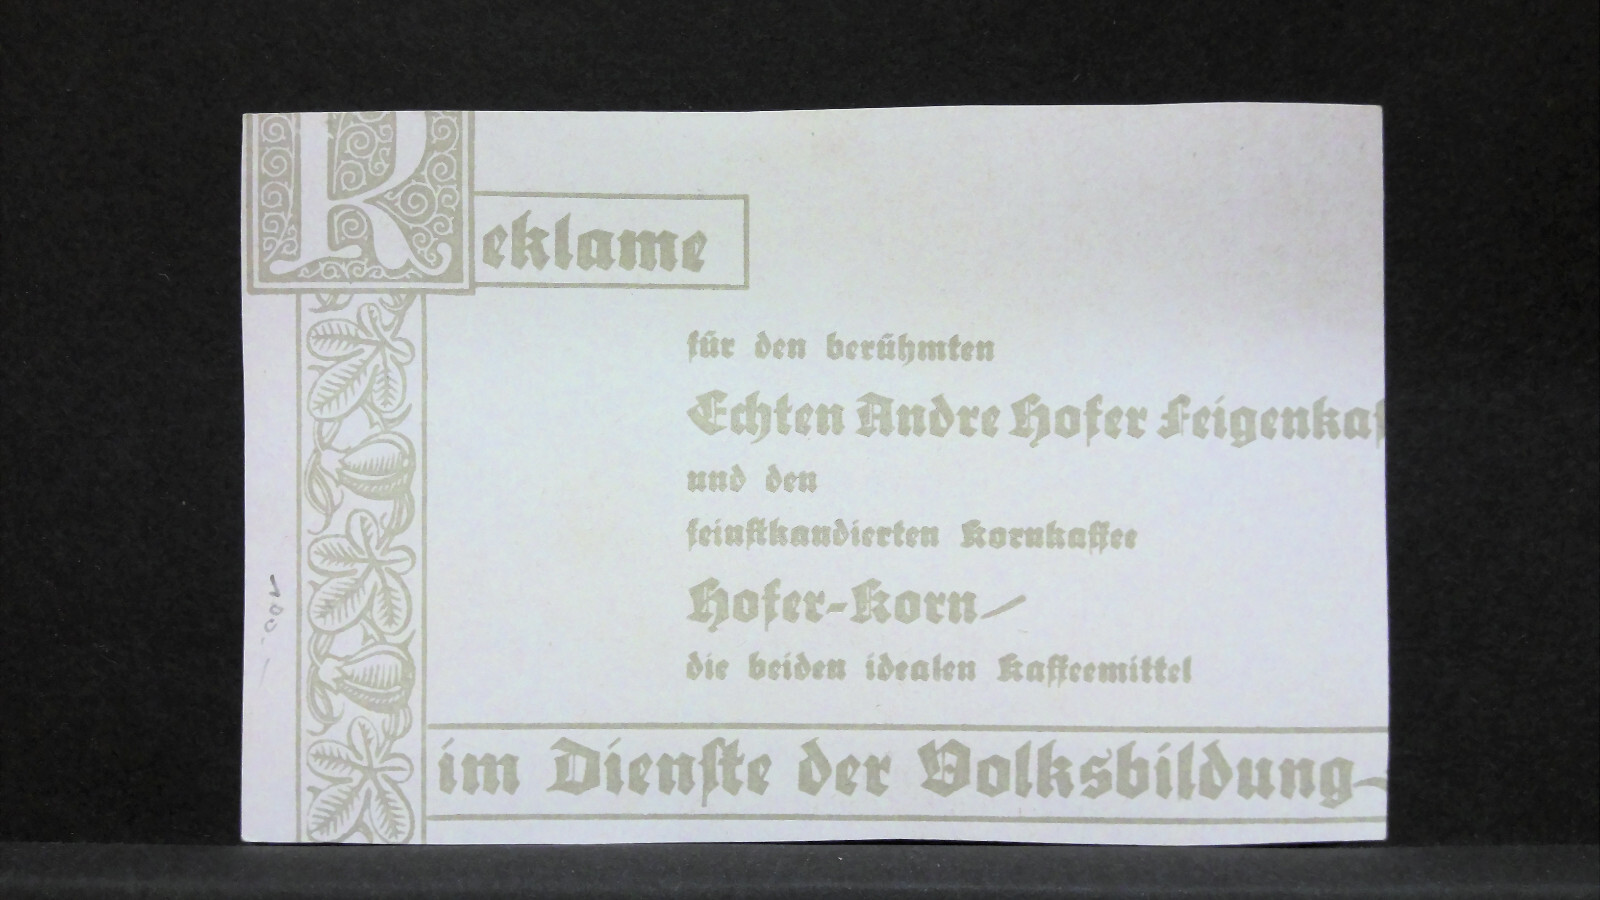 Reklame
für den berühmten
Echten Andre Hofer Feigenkaf
und den
feinstkandierten Kornkaffee
Hofer-Korn
die beiden idealen Kaffeemittel
im Dienste der Volksbildung-
100.-